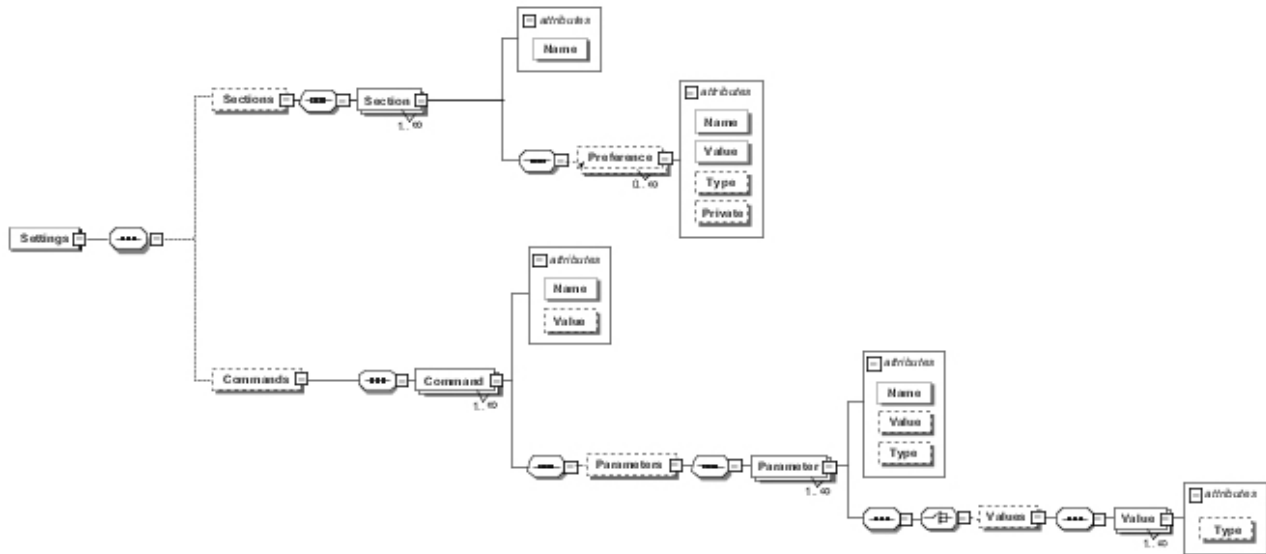 attributes
Name
Sections
Section
1..∞
attributes
Name
Value
Type
Private
Preference
0..∞
Settings
attributes
Name
Value
Commands
Command
1..∞
attributes
Name
Value
Type
Parameters
Parameter
1..∞
Values
Value
1..∞
attributes
Type